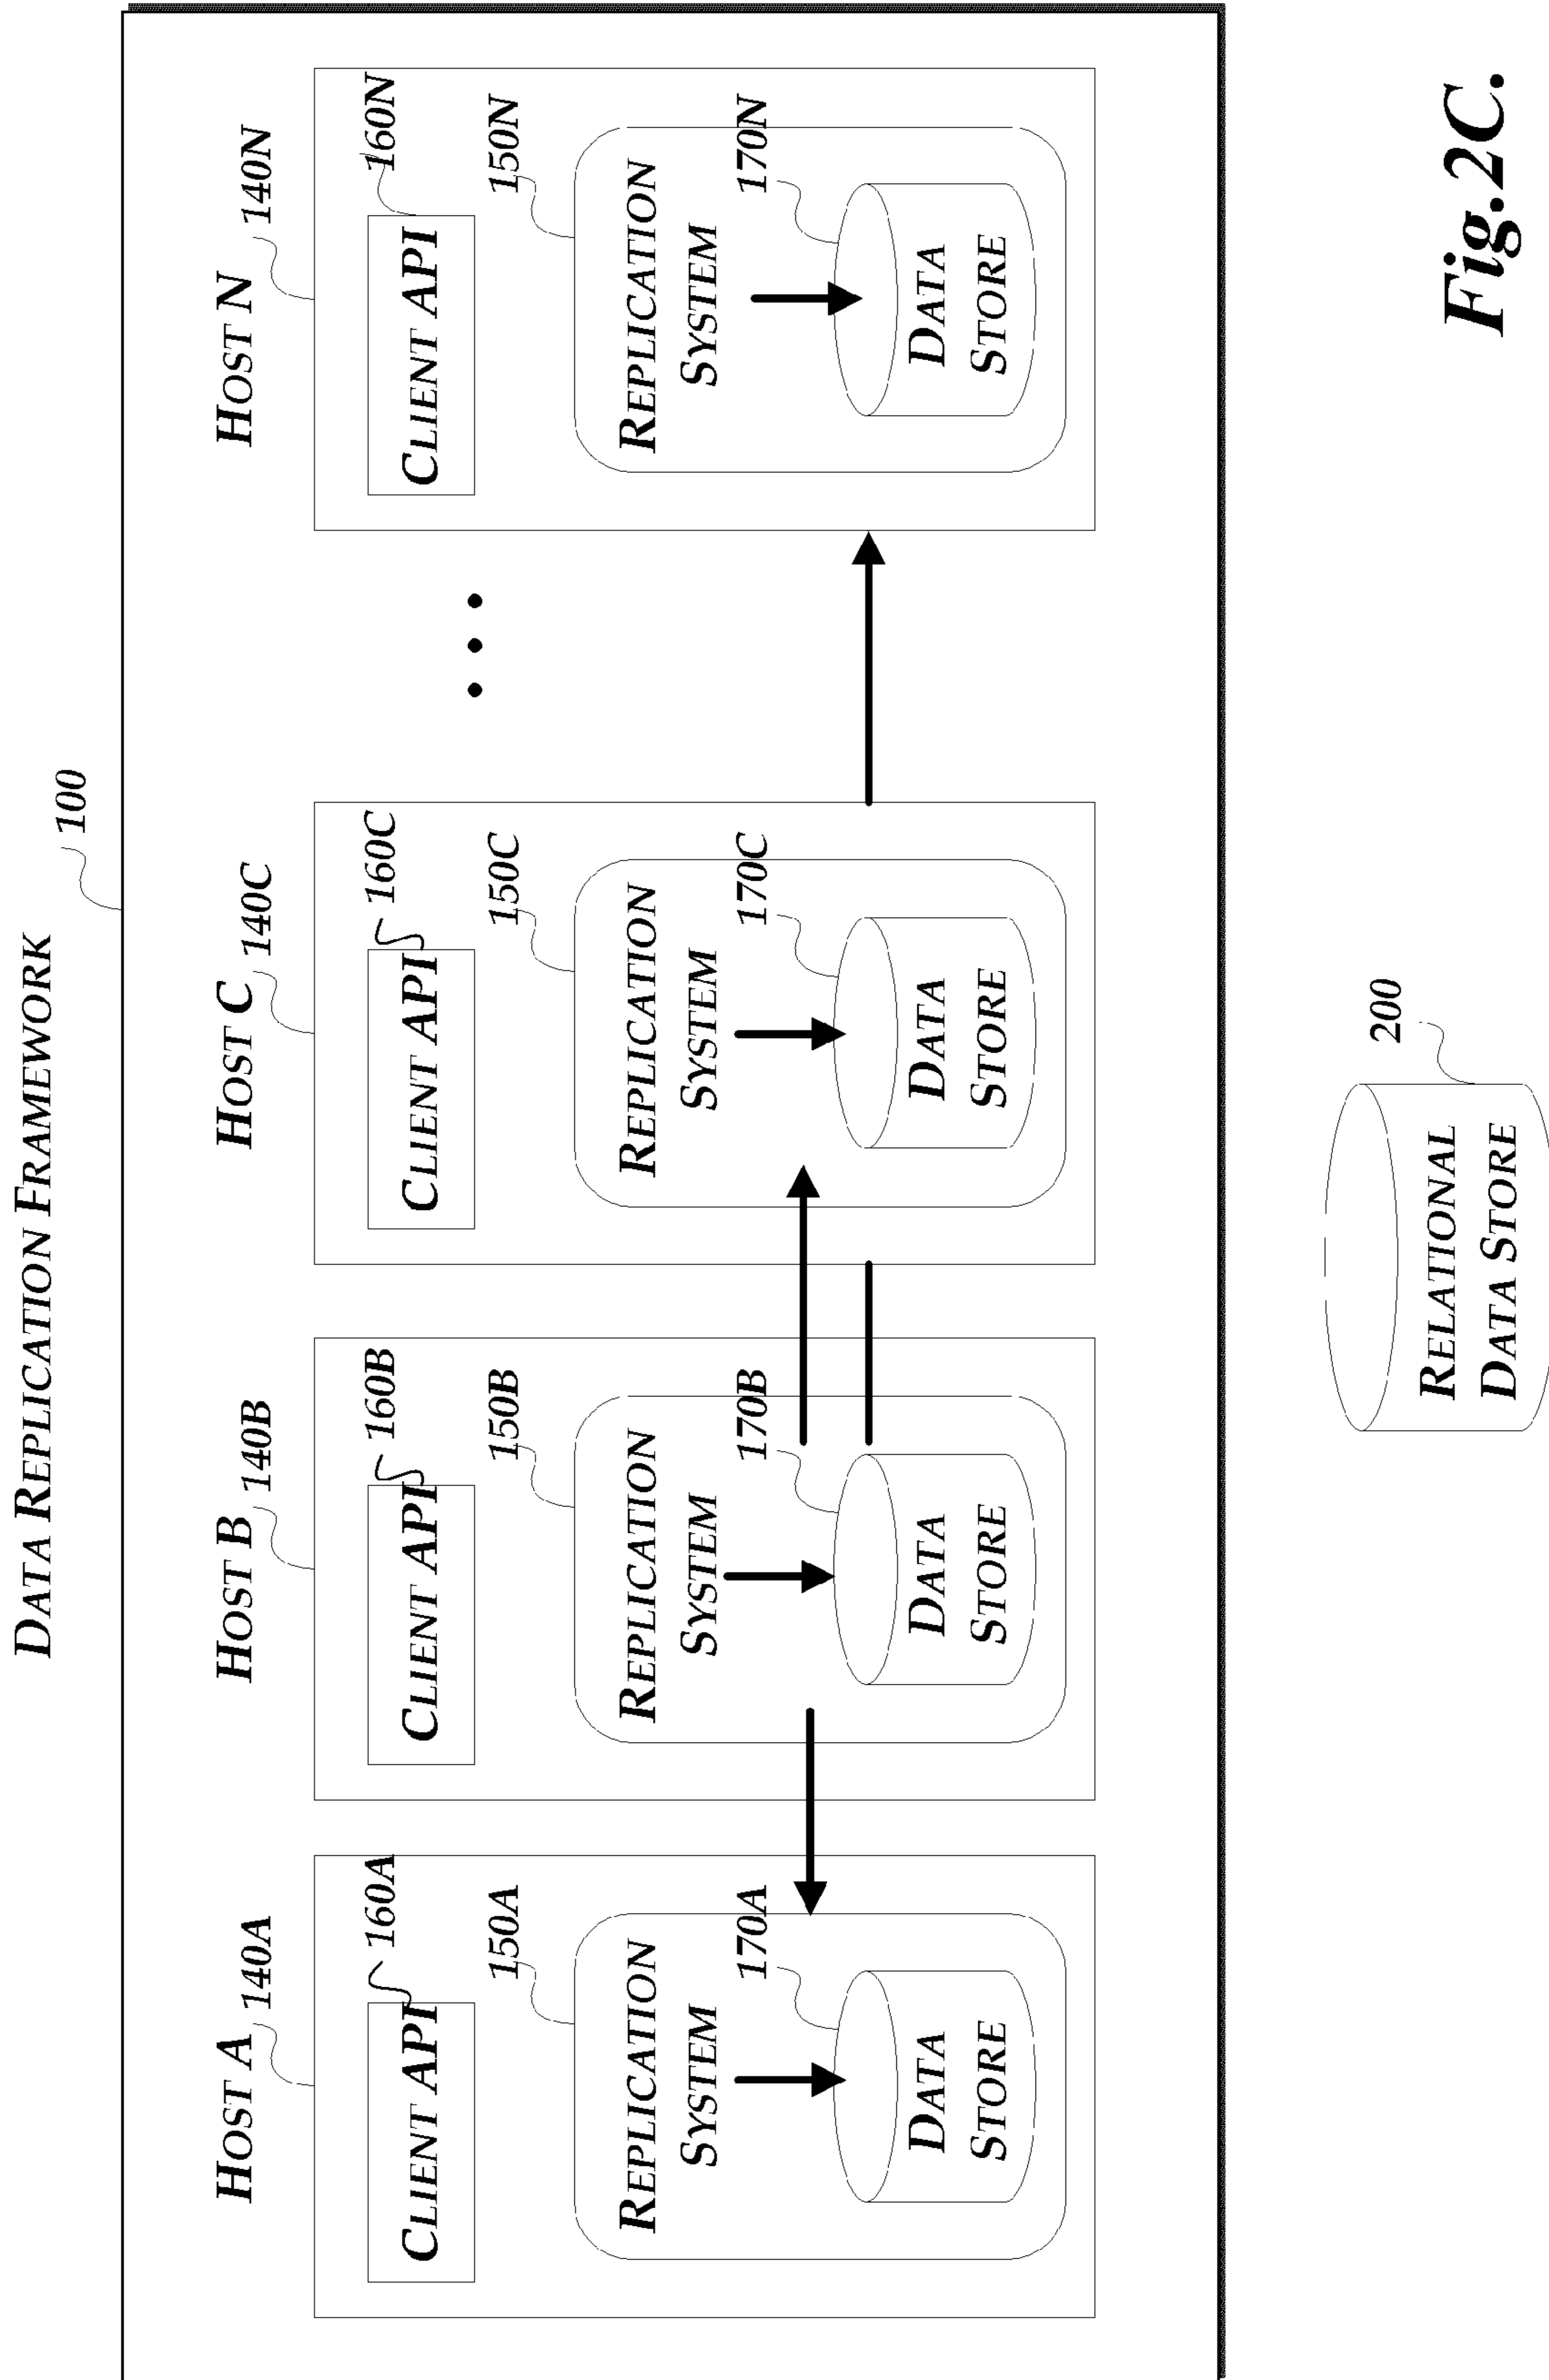 DATA REPLICATION FRAMEWORK
100
HOST A
140A
160A
CLIENT API
150A
REPLICATION
SYSTEM
170A
DATA
STORE
HOST B
140B
160B
CLIENT API
150B
REPLICATION
SYSTEM
170B
DATA
STORE
HOST C
140C
160C
CLIENT API
150C
REPLICATION
SYSTEM
170C
DATA
STORE
HOST N
140N
160N
CLIENT API
150N
REPLICATION
SYSTEM
170N
DATA
STORE
200
RELATIONAL
DATA STORE
Fig.2C.